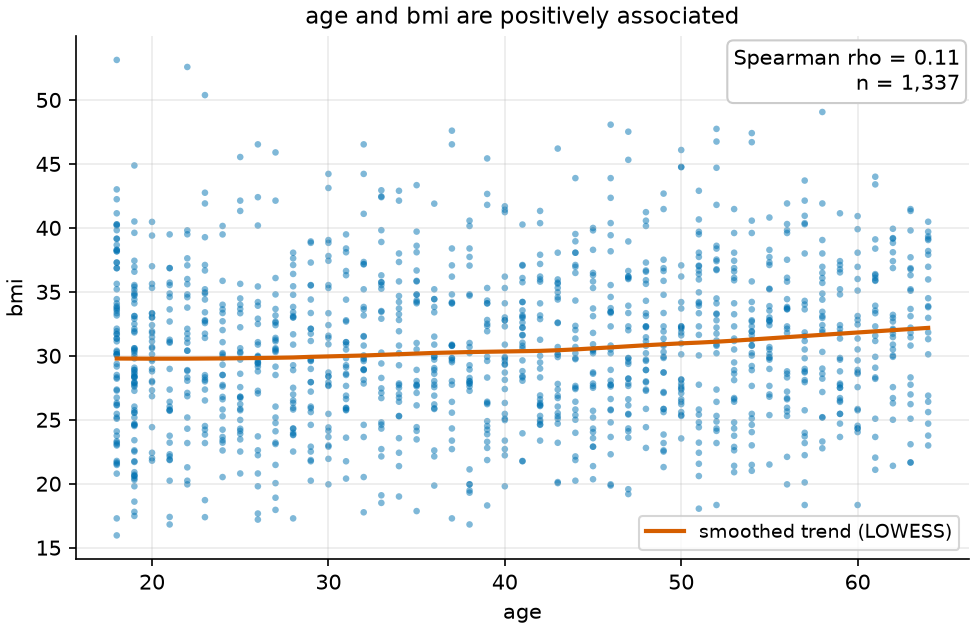 age and bmi are positively associated
Spearman rho = 0.11
n = 1,337
50
45
40
35
30
25
20
15
bmi
smoothed trend (LOWESS)
20 30 40 50 60
age